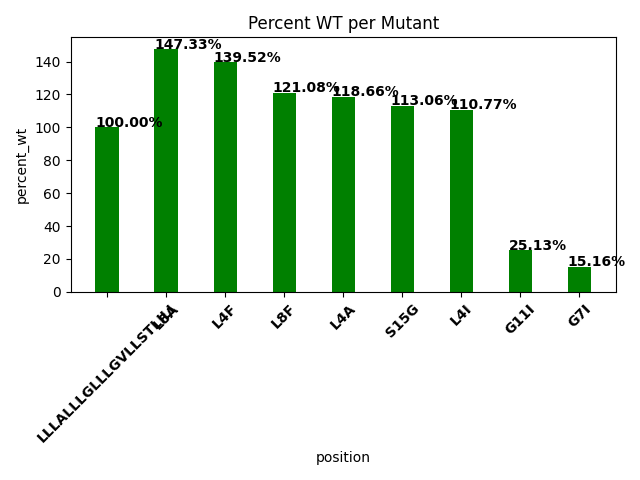 Percent WT per Mutant
percent_wt
140
120
100
80
60
40
20
0
100.00%
147.33%
139.52%
121.08%
118.66%
113.06%
110.77%
25.13%
15.16%
L4F
L8F
L4A
S15G
L4I
G11I
G7I
position